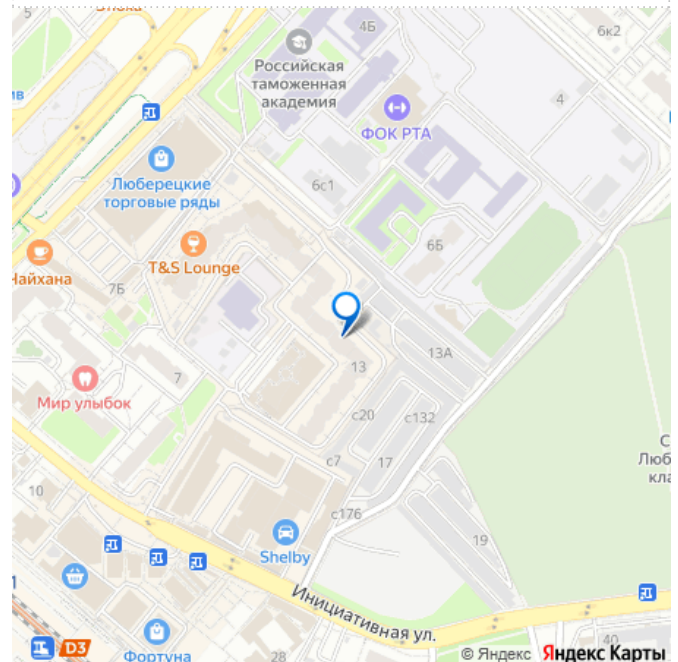 5
4Б
6к2
Российская
таможенная
академия
4
ФОК РТА
Люберецкие
торговые ряды
6с1
T&S Lounge
6Б
Чайхана
7Б
13А
13
7
Мир улыбок
с20
с132
с7
17
10
с176
Shelby
19
Инициативная ул.
D3
Фортуна
28
40
© Яндекс Яндекс Карты